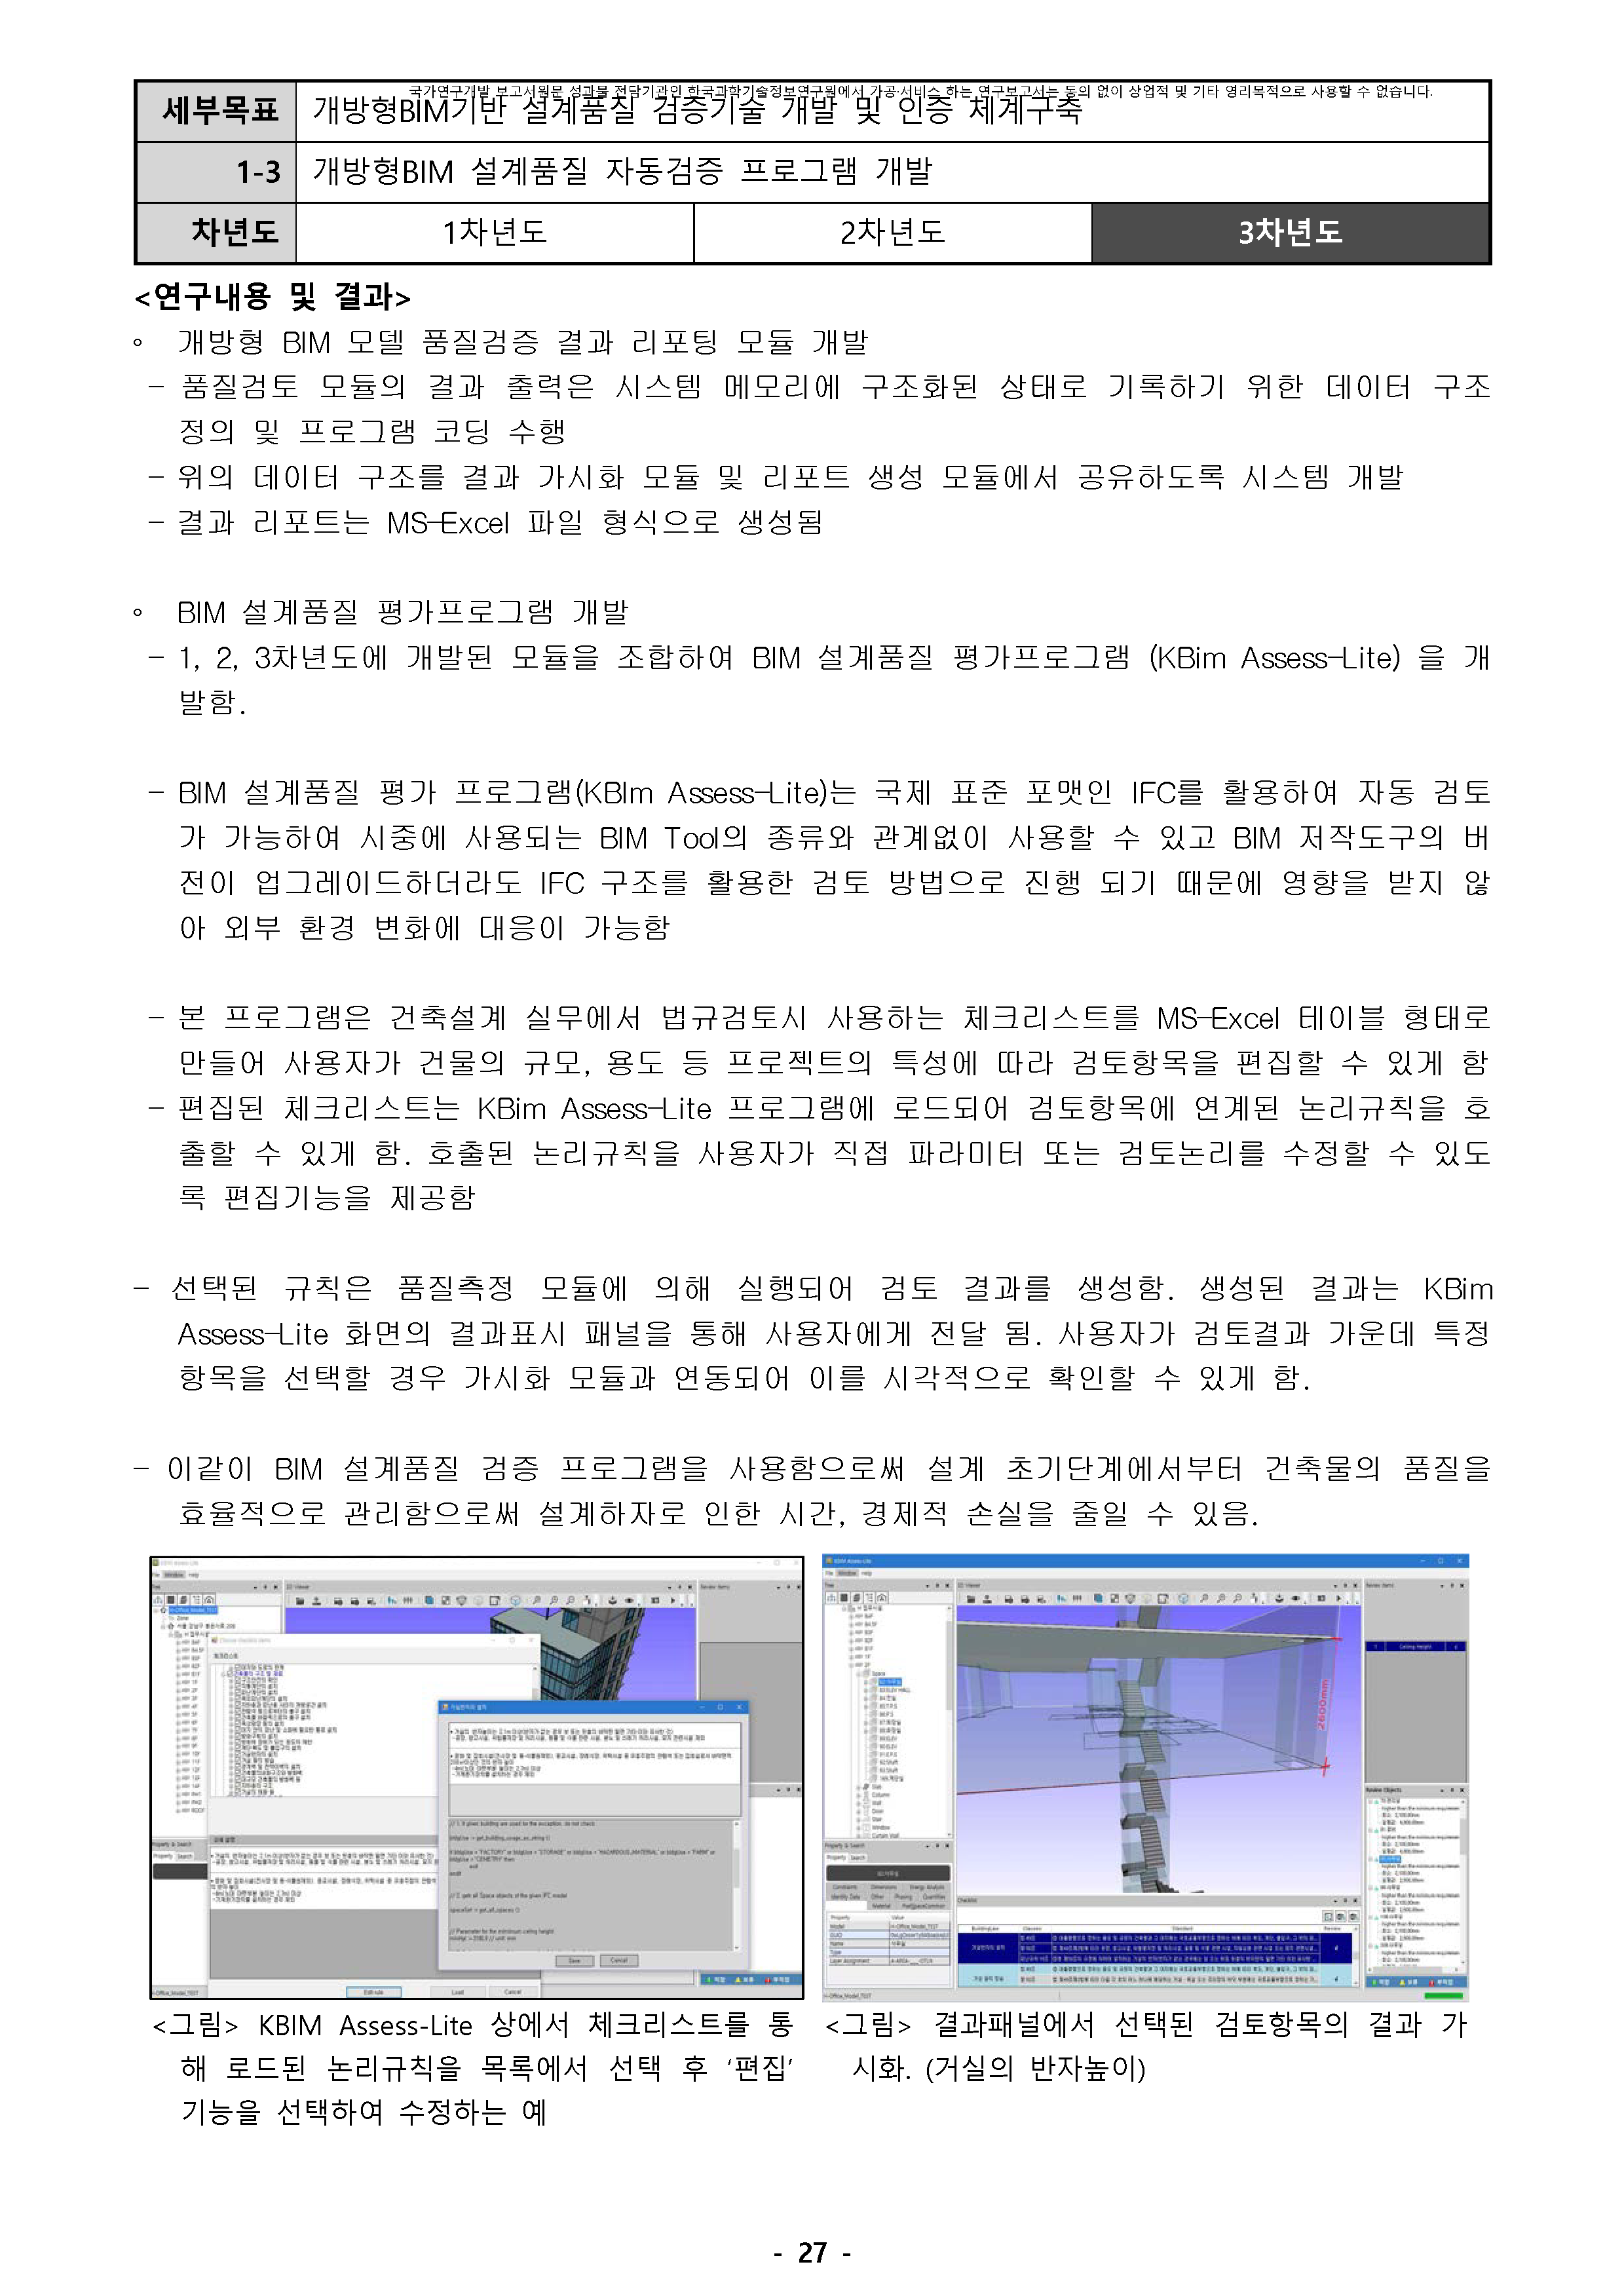 국가연구개발 보고서원문 성과물 전담기관인 한국과학기술정보연구원에서 가공·서비스 하는 연구보고서는 동의 없이 상업적 및 기타 영리목적으로 사용할 수 없습니다.
세부목표 개방형BIM기반 설계품질 검증기술 개발 및 인증 체계구축
1-3 개방형BIM 설계품질 자동검증 프로그램 개발
차년도 1차년도 2차년도 3차년도
<연구내용 및 결과>
◦ 개방형 BIM 모델 품질검증 결과 리포팅 모듈 개발
- 품질검토 모듈의 결과 출력은 시스템 메모리에 구조화된 상태로 기록하기 위한 데이터 구조
정의 및 프로그램 코딩 수행
- 위의 데이터 구조를 결과 가시화 모듈 및 리포트 생성 모듈에서 공유하도록 시스템 개발
- 결과 리포트는 MS-Excel 파일 형식으로 생성됨
◦ BIM 설계품질 평가프로그램 개발
- 1, 2, 3차년도에 개발된 모듈을 조합하여 BIM 설계품질 평가프로그램 (KBim Assess-Lite) 을 개
발함.
- BIM 설계품질 평가 프로그램(KBIm Assess-Lite)는 국제 표준 포맷인 IFC를 활용하여 자동 검토
가 가능하여 시중에 사용되는 BIM Tool의 종류와 관계없이 사용할 수 있고 BIM 저작도구의 버
전이 업그레이드하더라도 IFC 구조를 활용한 검토 방법으로 진행 되기 때문에 영향을 받지 않
아 외부 환경 변화에 대응이 가능함
- 본 프로그램은 건축설계 실무에서 법규검토시 사용하는 체크리스트를 MS-Excel 테이블 형태로
만들어 사용자가 건물의 규모, 용도 등 프로젝트의 특성에 따라 검토항목을 편집할 수 있게 함
- 편집된 체크리스트는 KBim Assess-Lite 프로그램에 로드되어 검토항목에 연계된 논리규칙을 호
출할 수 있게 함. 호출된 논리규칙을 사용자가 직접 파라미터 또는 검토논리를 수정할 수 있도
록 편집기능을 제공함
- 선택된 규칙은 품질측정 모듈에 의해 실행되어 검토 결과를 생성함. 생성된 결과는 KBim
Assess-Lite 화면의 결과표시 패널을 통해 사용자에게 전달 됨. 사용자가 검토결과 가운데 특정
항목을 선택할 경우 가시화 모듈과 연동되어 이를 시각적으로 확인할 수 있게 함.
- 이같이 BIM 설계품질 검증 프로그램을 사용함으로써 설계 초기단계에서부터 건축물의 품질을
효율적으로 관리함으로써 설계하자로 인한 시간, 경제적 손실을 줄일 수 있음.
2600mm
<그림> KBIM Assess-Lite 상에서 체크리스트를 통
해 로드된 논리규칙을 목록에서 선택 후 '편집'
기능을 선택하여 수정하는 예
<그림> 결과패널에서 선택된 검토항목의 결과 가
시화. (거실의 반자높이)
- 27 -